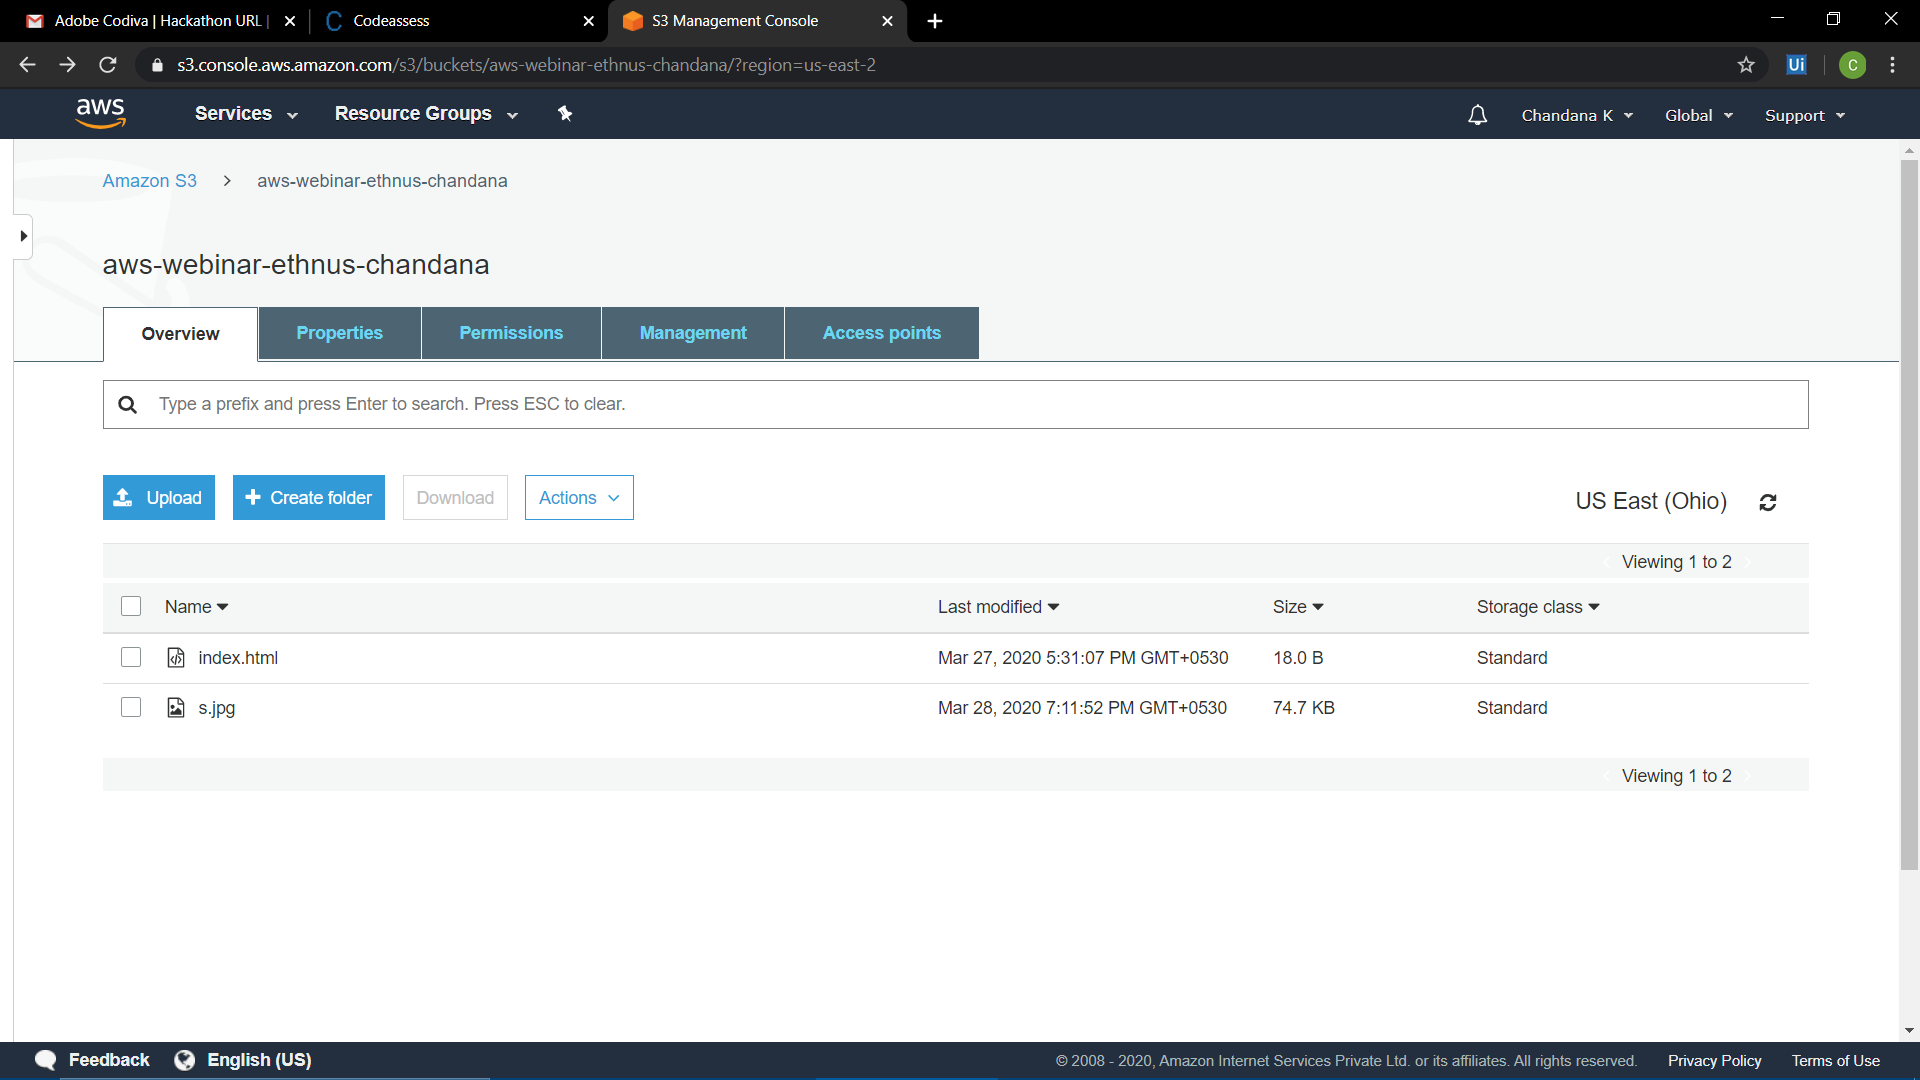 Adobe Codiva | Hackathon URL |
Codeassess
S3 Management Console
s3.console.aws.amazon.com/s3/buckets/aws-webinar-ethnus-chandana/?region=us-east-2
Ui
C
aws
Services
Resource Groups
Chandana K
Global
Support
Amazon S3 > aws-webinar-ethnus-chandana
aws-webinar-ethnus-chandana
Overview
Properties
Permissions
Management
Access points
Type a prefix and press Enter to search. Press ESC to clear.
Upload
+ Create folder
Download
Actions
US East (Ohio)
Viewing 1 to 2
Name Last modified Size Storage class
index.html Mar 27, 2020 5:31:07 PM GMT+0530 18.0 B Standard
s.jpg Mar 28, 2020 7:11:52 PM GMT+0530 74.7 KB Standard
Viewing 1 to 2
Feedback
English (US)
© 2008 - 2020, Amazon Internet Services Private Ltd. or its affiliates. All rights reserved.
Privacy Policy
Terms of Use